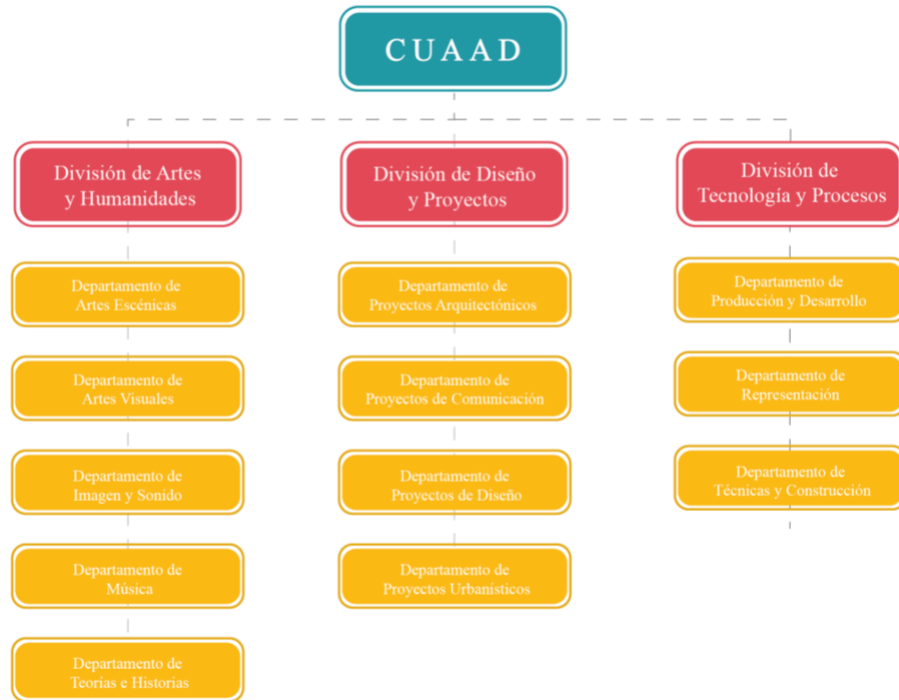 CUAAD
División de Artes
y Humanidades
Departamento de
Artes Escénicas
Departamento de
Artes Visuales
Departamento de
Imagen y Sonido
Departamento de
Música
Departamento de
Teorías e Historias
División de Diseño
y Proyectos
Departamento de
Proyectos Arquitectónicos
Departamento de
Proyectos de Comunicación
Departamento de
Proyectos de Diseño
Departamento de
Proyectos Urbanísticos
División de
Tecnología y Procesos
Departamento de
Producción y Desarrollo
Departamento de
Representación
Departamento de
Técnicas y Construcción